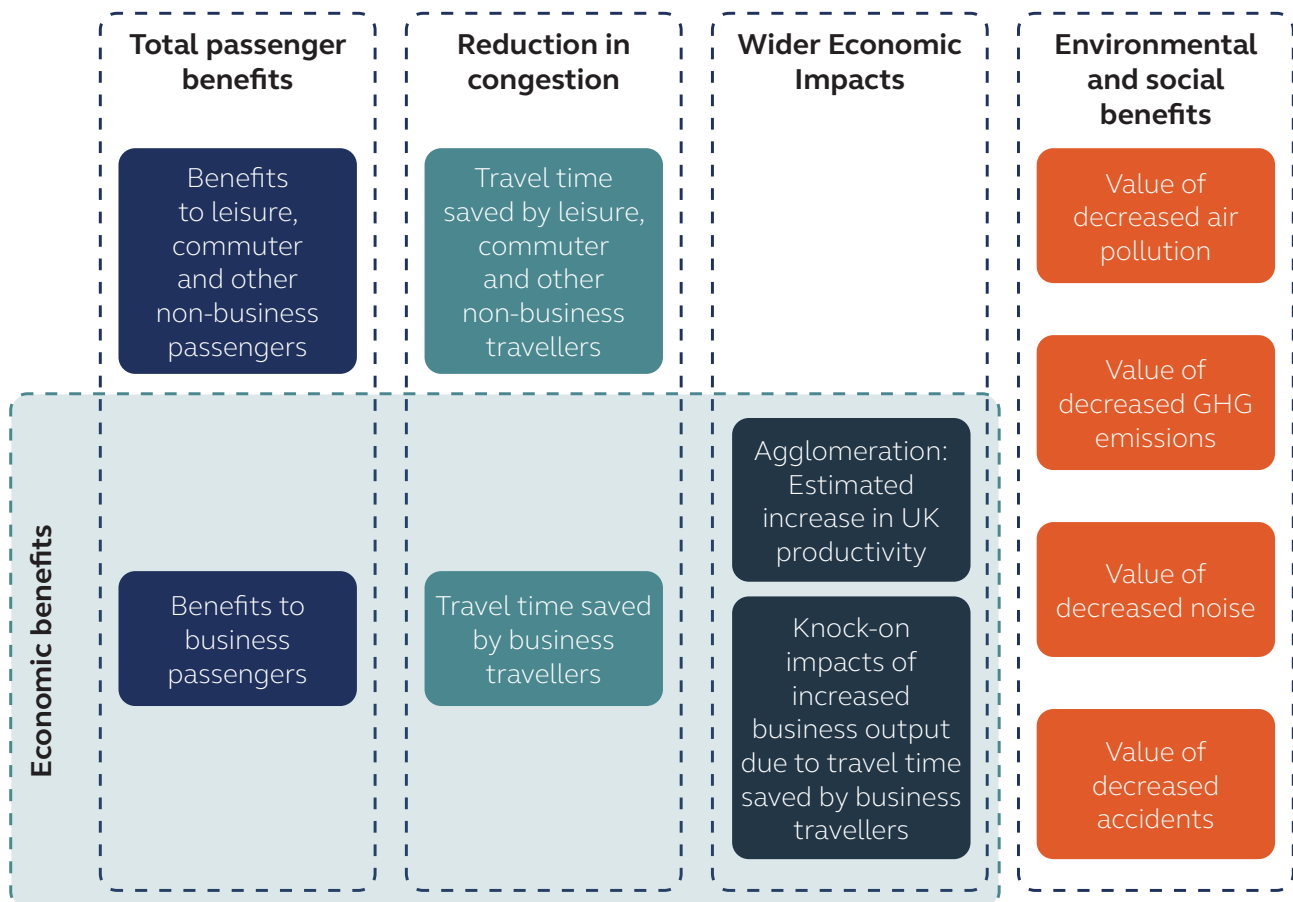 Total passenger
benefits
Benefits
to leisure,
commuter
and other
non-business
passengers
Benefits to
business
passengers
Reduction in
congestion
Travel time
saved by leisure,
commuter
and other
non-business
travellers
Travel time saved
by business
travellers
Wider Economic
Impacts
Agglomeration:
Estimated
increase in UK
productivity
Knock-on
impacts of
increased
business output
due to travel time
saved by business
travellers
Environmental
and social
benefits
Value of
decreased air
pollution
Value of
decreased GHG
emissions
Value of
decreased noise
Value of
decreased
accidents
Economic benefits